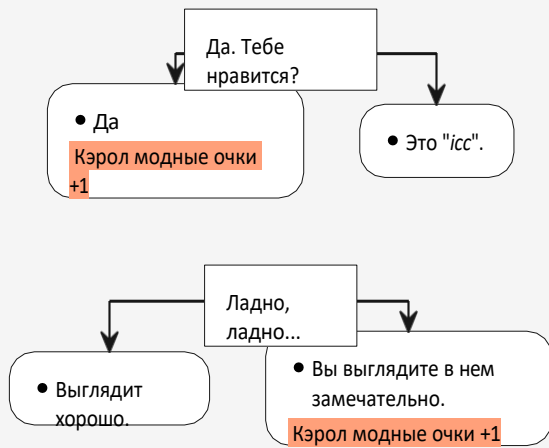 Да. Тебе
нравится?
• Да
Кэрол модные очки
+1
• Это "icc".
Ладно,
ладно...
• Выглядит
хорошо.
• Вы выглядите в нем
замечательно.
Кэрол модные очки +1